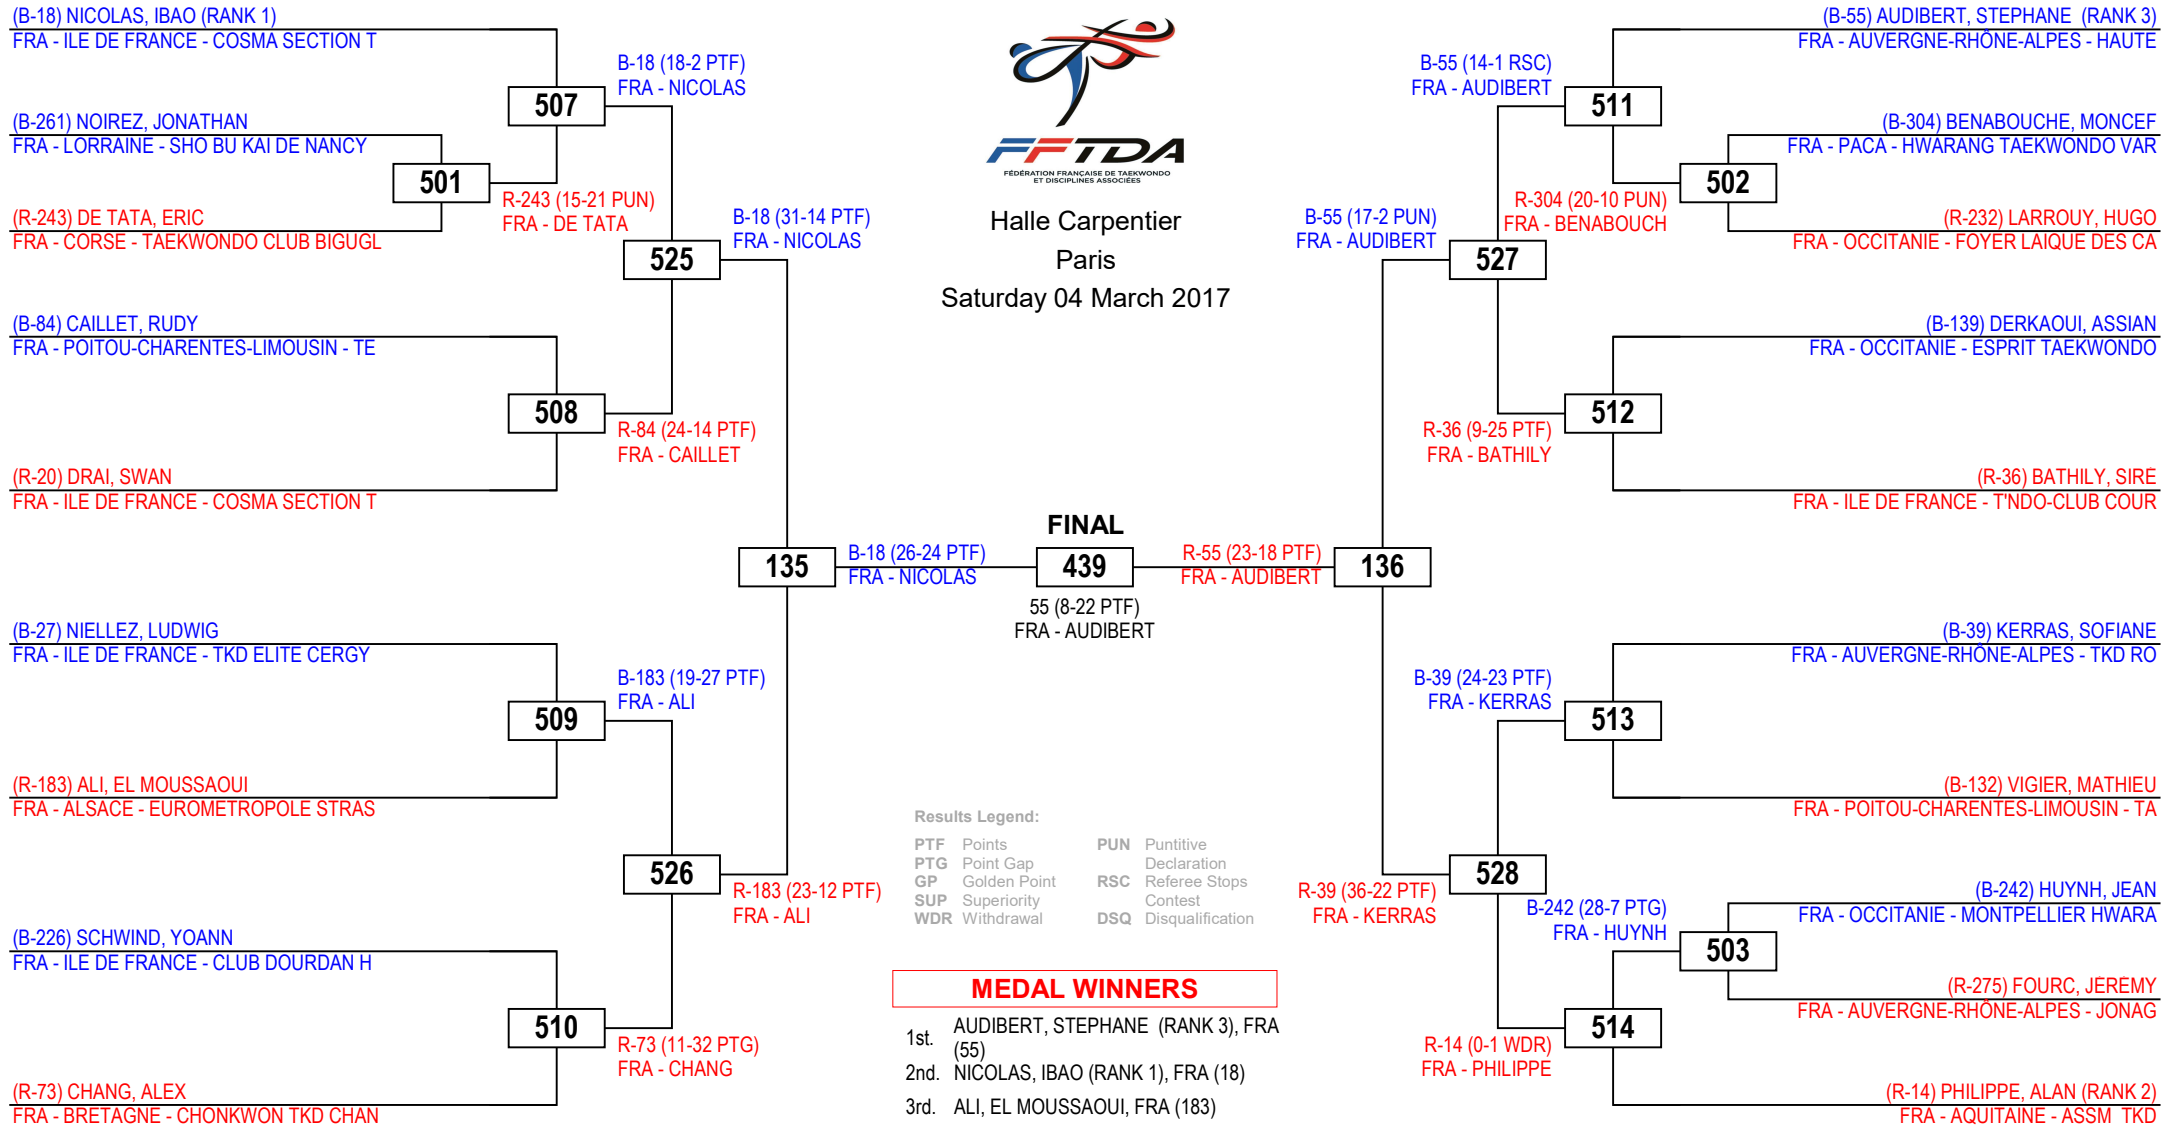 (B-18) NICOLAS, IBAO (RANK 1)
FRA - ILE DE FRANCE - COSMA SECTION T
(B-261) NOIREZ, JONATHAN
FRA - LORRAINE - SHO BU KAI DE NANCY
(R-243) DE TATA, ERIC
FRA - CORSE - TAEKWONDO CLUB BIGUGL
(B-84) CAILLET, RUDY
FRA - POITOU-CHARENTES-LIMOUSIN - TE
(R-20) DRAI, SWAN
FRA - ILE DE FRANCE - COSMA SECTION T
(B-27) NIELLEZ, LUDWIG
FRA - ILE DE FRANCE - TKD ELITE CERGY
(R-183) ALI, EL MOUSSAOUI
FRA - ALSACE - EUROMETROPOLE STRAS
(B-226) SCHWIND, YOANN
FRA - ILE DE FRANCE - CLUB DOURDAN H
(R-73) CHANG, ALEX
FRA - BRETAGNE - CHONKWON TKD CHAN
501
R-243 (15-21 PUN)
FRA - DE TATA
507
B-18 (18-2 PTF)
FRA - NICOLAS
508
R-84 (24-14 PTF)
FRA - CAILLET
509
B-183 (19-27 PTF)
FRA - ALI
510
R-73 (11-32 PTG)
FRA - CHANG
525
B-18 (31-14 PTF)
FRA - NICOLAS
526
R-183 (23-12 PTF)
FRA - ALI
135
B-18 (26-24 PTF)
FRA - NICOLAS
FFTDA
FÉDÉRATION FRANÇAISE DE TAEKWONDO
ET DISCIPLINES ASSOCIÉES
Halle Carpentier
Paris
Saturday 04 March 2017
FINAL
439
55 (8-22 PTF)
FRA - AUDIBERT
R-55 (23-18 PTF)
FRA - AUDIBERT
136
B-55 (17-2 PUN)
FRA - AUDIBERT
527
R-39 (36-22 PTF)
FRA - KERRAS
528
B-55 (14-1 RSC)
FRA - AUDIBERT
511
R-304 (20-10 PUN)
FRA - BENABOUCH
502
R-36 (9-25 PTF)
FRA - BATHILY
512
B-39 (24-23 PTF)
FRA - KERRAS
513
B-242 (28-7 PTG)
FRA - HUYNH
503
R-14 (0-1 WDR)
FRA - PHILIPPE
514
(B-55) AUDIBERT, STEPHANE (RANK 3)
FRA - AUVERGNE-RHÔNE-ALPES - HAUTE
(B-304) BENABOUCHE, MONCEF
FRA - PACA - HWARANG TAEKWONDO VAR
(R-232) LARROUY, HUGO
FRA - OCCITANIE - FOYER LAIQUE DES CA
(B-139) DERKAOUI, ASSIAN
FRA - OCCITANIE - ESPRIT TAEKWONDO
(R-36) BATHILY, SIRE
FRA - ILE DE FRANCE - T'NDO-CLUB COUR
(B-39) KERRAS, SOFIANE
FRA - AUVERGNE-RHÔNE-ALPES - TKD RO
(B-132) VIGIER, MATHIEU
FRA - POITOU-CHARENTES-LIMOUSIN - TA
(B-242) HUYNH, JEAN
FRA - OCCITANIE - MONTPELLIER HWARA
(R-275) FOURC, JEREMY
FRA - AUVERGNE-RHÔNE-ALPES - JONAG
(R-14) PHILIPPE, ALAN (RANK 2)
FRA - AQUITAINE - ASSM TKD
Results Legend:
PTF Points
PTG Point Gap
GP Golden Point
SUP Superiority
WDR Withdrawal
PUN Puntitive
Declaration
RSC Referee Stops
Contest
DSQ Disqualification
MEDAL WINNERS
1st. AUDIBERT, STEPHANE (RANK 3), FRA
(55)
2nd. NICOLAS, IBAO (RANK 1), FRA (18)
3rd. ALI, EL MOUSSAOUI, FRA (183)